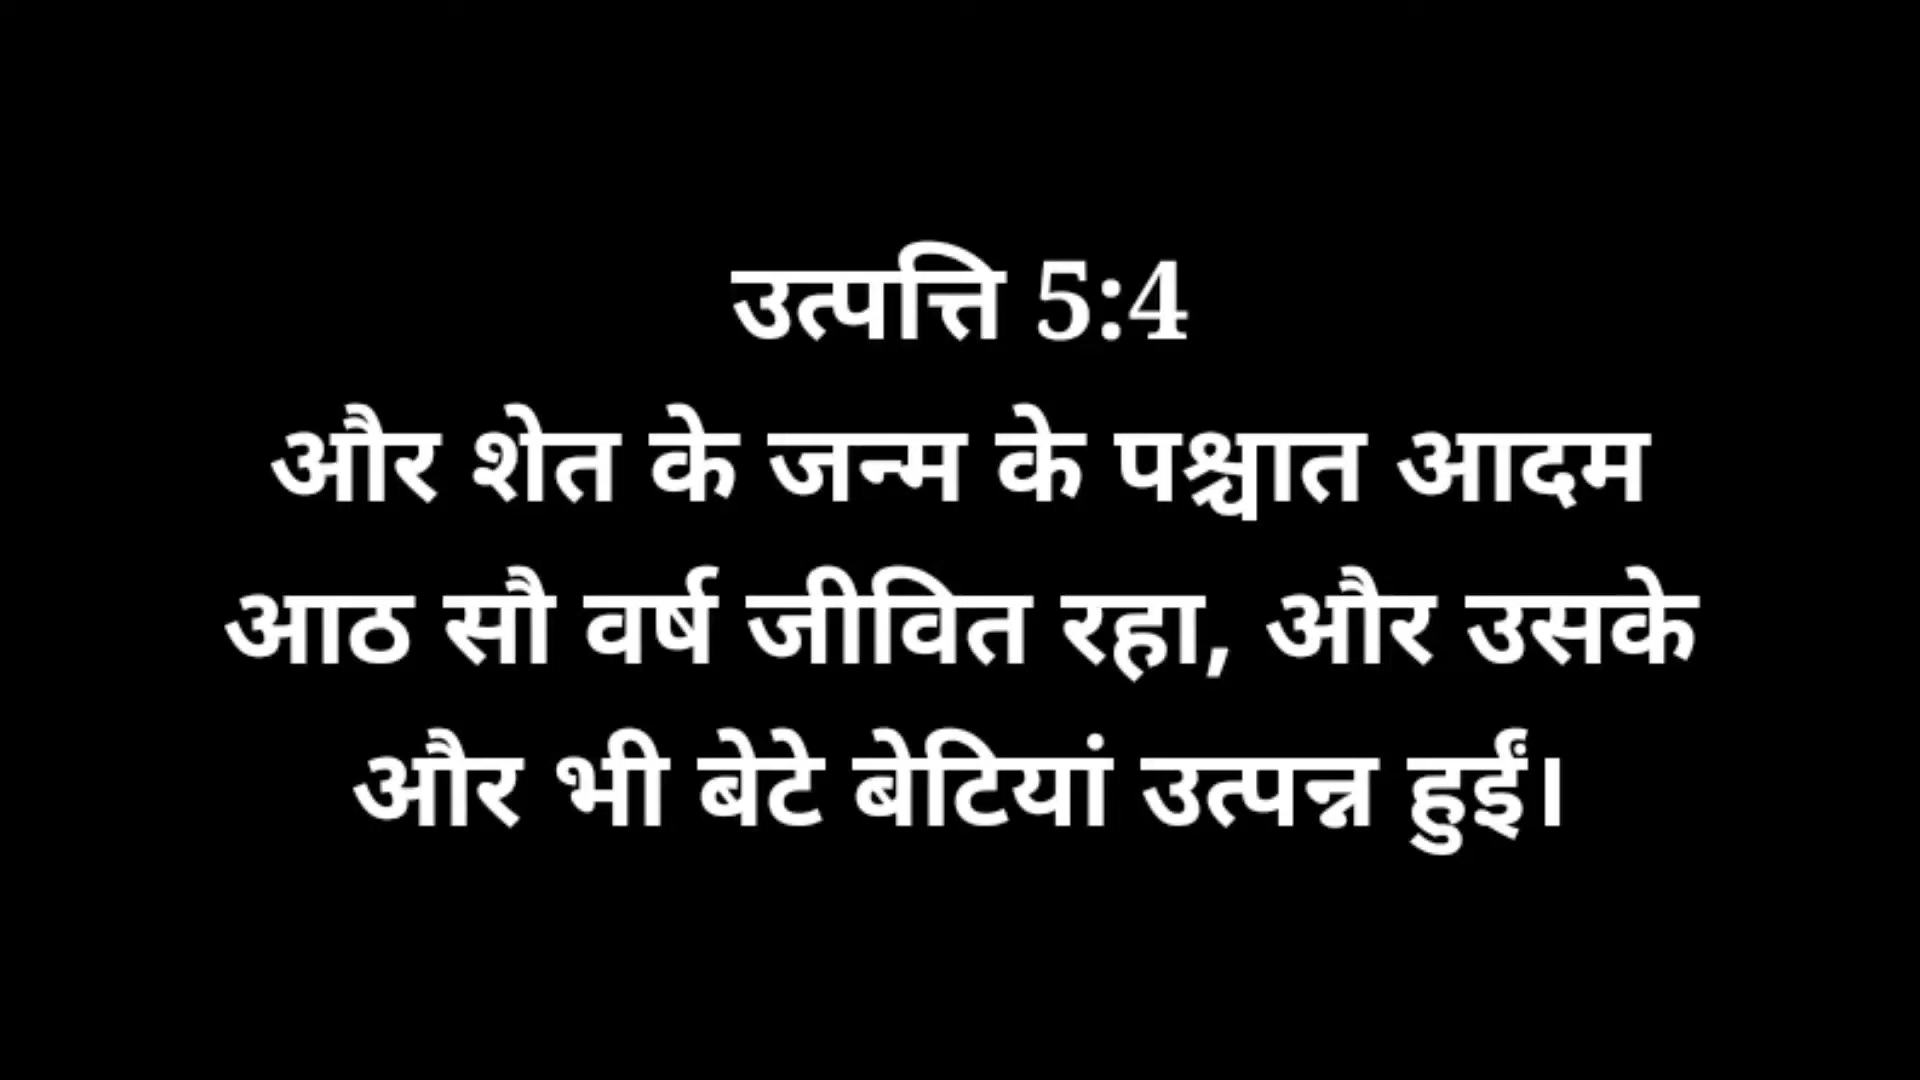 उत्पत्ति 5:4
और शेत के जन्म के पश्चात आदम
आठ सौ वर्ष जीवित रहा, और उसके
और भी बेटे बेटियां उत्पन्न हुईं।